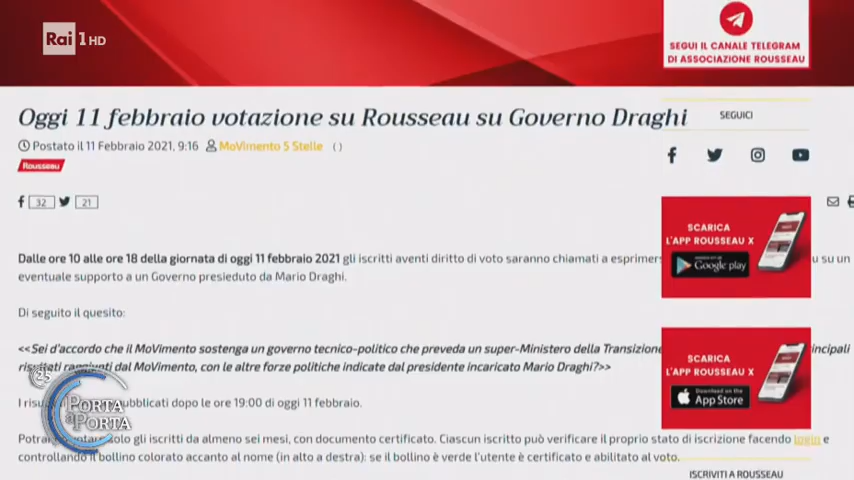 Rai 1 HD
SEGUI IL CANALE TELEGRAM
DI ASSOCIAZIONE ROUSSEAU
Oggi 11 febbraio votazione su Rousseau su Governo Draghi
Postato il 11 Febbraio 2021, 9:16 MoVimento 5 Stelle ( )
Rousseau
32 21
SEGUICI
Dalle ore 10 alle ore 18 della giornata di oggi 11 febbraio 2021 gli iscritti aventi diritto di voto saranno chiamati a esprimers u su un
eventuale supporto a un Governo presieduto da Mario Draghi.
SCARICA
L'APP ROUSSEAU X
Google play
Di seguito il quesito:
<<Sei d'accordo che il MoVimento sostenga un governo tecnico-politico che preveda un super-Ministero della Transizione incipali
dal MoVimento, con le altre forze politiche indicate dal presidente incaricato Mario Draghi?>>
SCARICA
L'APP ROUSSEAU X
Download on the
App Store
I pubblicati dopo le ore 19:00 di oggi 11 febbraio.
25
PORTA
a PORTA
solo gli iscritti da almeno sei mesi, con documento certificato. Ciascun iscritto può verificare il proprio stato di iscrizione facendo login e
controllando il bollino colorato accanto al nome (in alto a destra): se il bollino è verde l'utente è certificato e abilitato al voto.
ISCRIVITI A ROUSSEAU